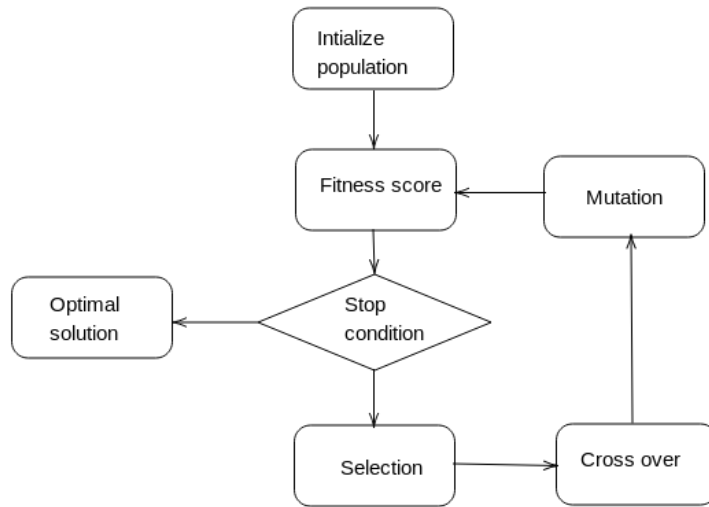 Intialize
population
Fitness score
Mutation
Optimal
solution
Stop
condition
Selection
Cross over